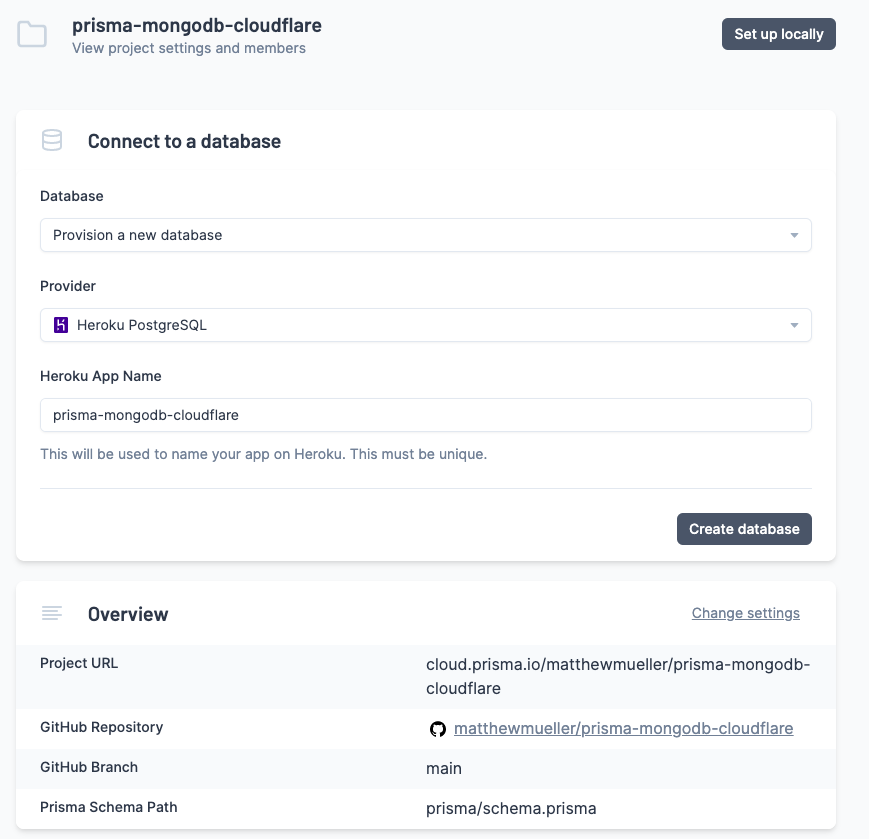 prisma-mongodb-cloudflare
View project settings and members
Set up locally
Connect to a database
Database
Provision a new database
Provider
Heroku PostgreSQL
Heroku App Name
prisma-mongodb-cloudflare
This will be used to name your app on Heroku. This must be unique.
Create database
Overview
Change settings
Project URL
cloud.prisma.io/matthewmueller/prisma-mongodb-
cloudflare
GitHub Repository
matthewmueller/prisma-mongodb-cloudflare
GitHub Branch
main
Prisma Schema Path
prisma/schema.prisma